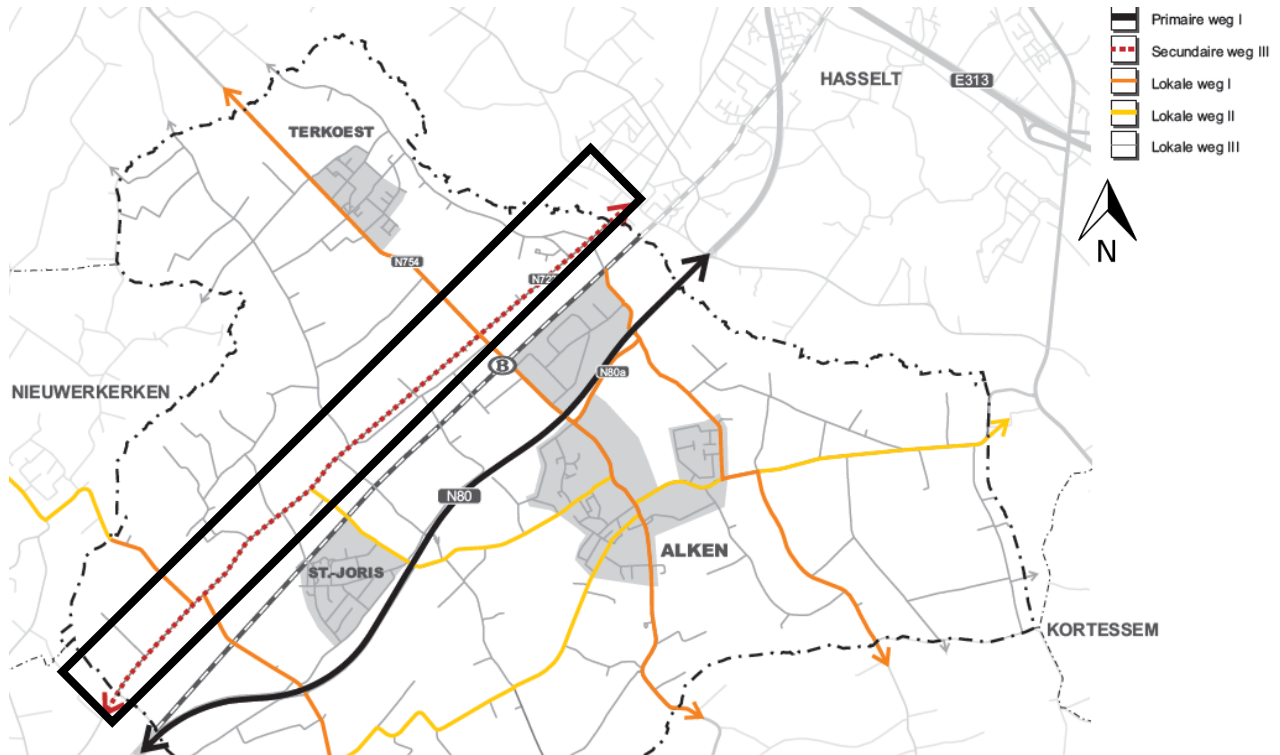 Primaire weg I
Secundaire weg III
Lokale weg I
Lokale weg II
Lokale weg III
N
HASSELT
E313
TERKOEST
N754
B
N80a
NIEUWERKERKEN
N80
ST.-JORIS
ALKEN
KORTESSEM